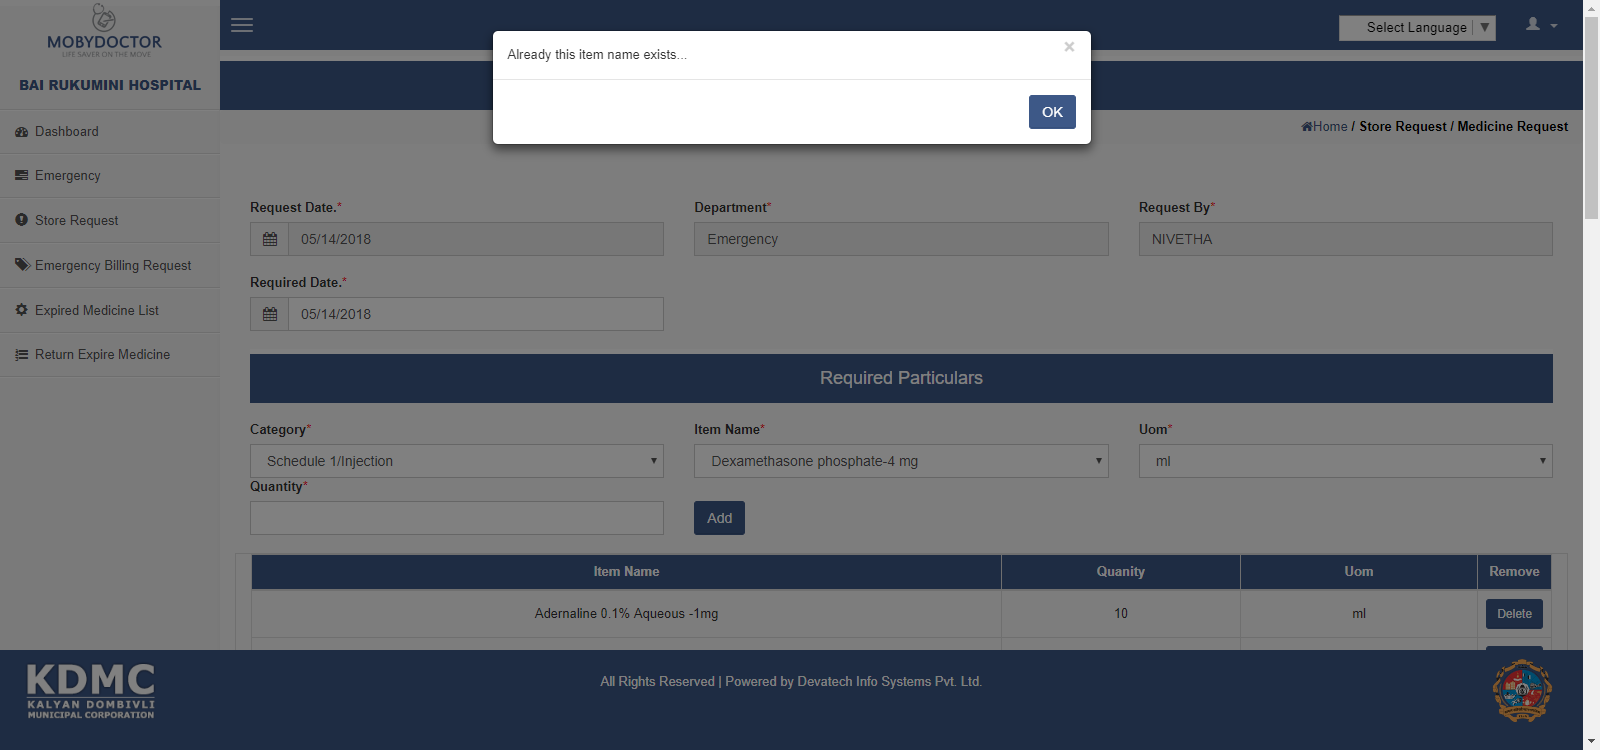 MOBYDOCTOR
LIFE SAVER ON THE MOVE
BAI RUKUMINI HOSPITAL
Dashboard
Emergency
Store Request
Emergency Billing Request
Expired Medicine List
Return Expire Medicine
Select Language ▼
Already this item name exists...
×
OK
Home / Store Request / Medicine Request
Request Date.*
Department*
Request By*
05/14/2018
Emergency
NIVETHA
Required Date.*
05/14/2018
Required Particulars
Category*
Item Name*
Uom*
Schedule 1/Injection
Dexamethasone phosphate-4 mg
ml
Quantity*
Add
Item Name Quanity Uom Remove
Adernaline 0.1% Aqueous -1mg 10 ml Delete
KDMC
KALYAN DOMBIVLI
MUNICIPAL CORPORATION
All Rights Reserved | Powered by Devatech Info Systems Pvt. Ltd.